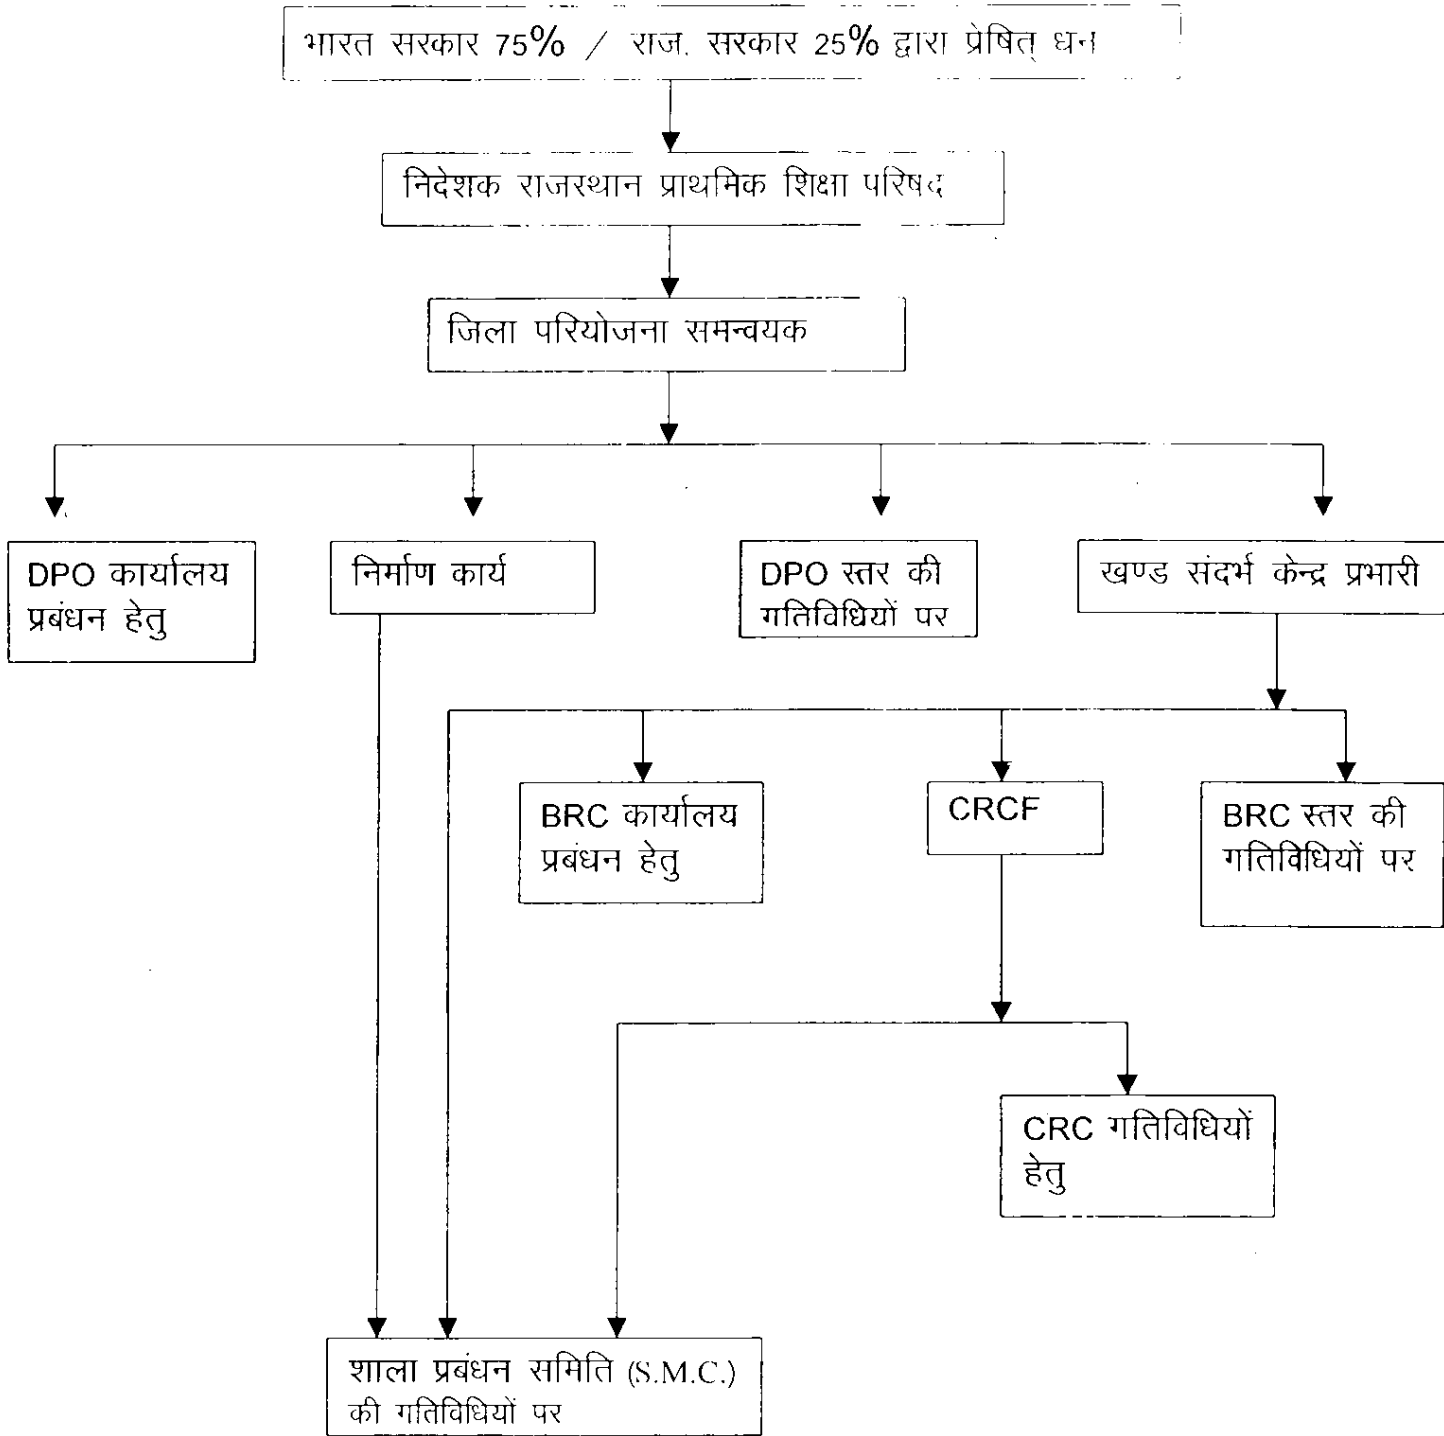 भारत सरकार 75% / राज. सरकार 25% द्वारा प्रेषित् धन
निदेशक राजस्थान प्राथमिक शिक्षा परिषद
जिला परियोजना समन्वयक
DPO कार्यालय
प्रबंधन हेतु
निर्माण कार्य
DPO स्तर की
गतिविधियों पर
खण्ड संदर्भ केन्द्र प्रभारी
BRC कार्यालय
प्रबंधन हेतु
CRCF
BRC स्तर की
गतिविधियों पर
CRC गतिविधियों
हेतु
शाला प्रबंधन समिति (S.M.C.)
की गतिविधियों पर